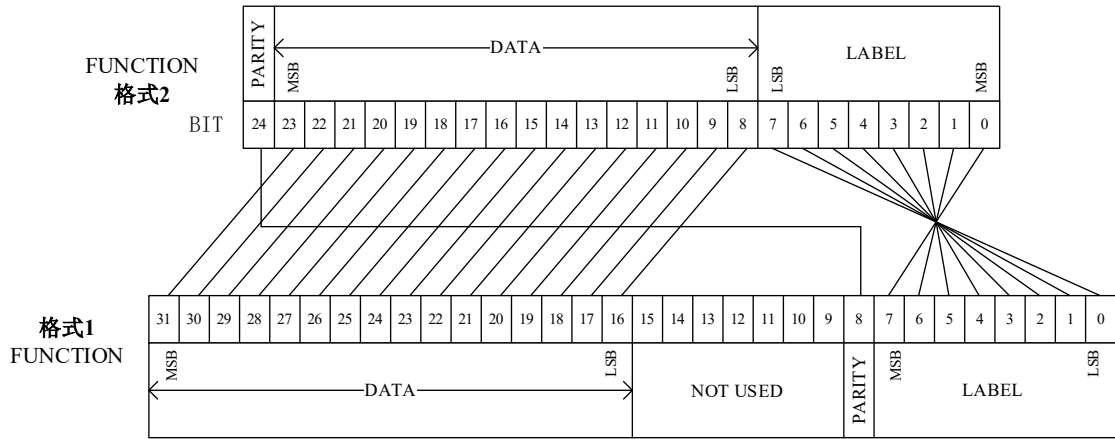 PARITY MSB DATA LSB LSB LABEL MSB
FUNCTION
格式2
BIT 24 23 22 21 20 19 18 17 16 15 14 13 12 11 10 9 8 7 6 5 4 3 2 1 0
31 30 29 28 27 26 25 24 23 22 21 20 19 18 17 16 15 14 13 12 11 10 9 8 7 6 5 4 3 2 1 0
格式1
FUNCTION
MSB DATA LSB NOT USED PARITY MSB LABEL LSB